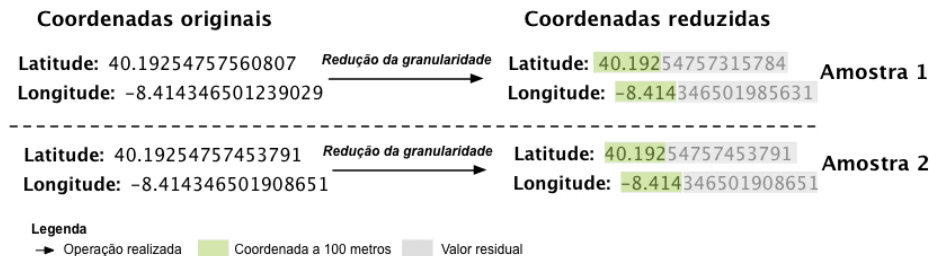 Coordenadas originais
Coordenadas reduzidas
Latitude: 40.19254757560807
Redução da granularidade
Latitude: 40.19254757315784
Amostra 1
Longitude: -8.414346501239029
Longitude: -8.414346501985631
Latitude: 40.19254757453791
Redução da granularidade
Latitude: 40.19254757453791
Amostra 2
Longitude: -8.414346501908651
Longitude: -8.414346501908651
Legenda
Operação realizada
Coordenada a 100 metros
Valor residual